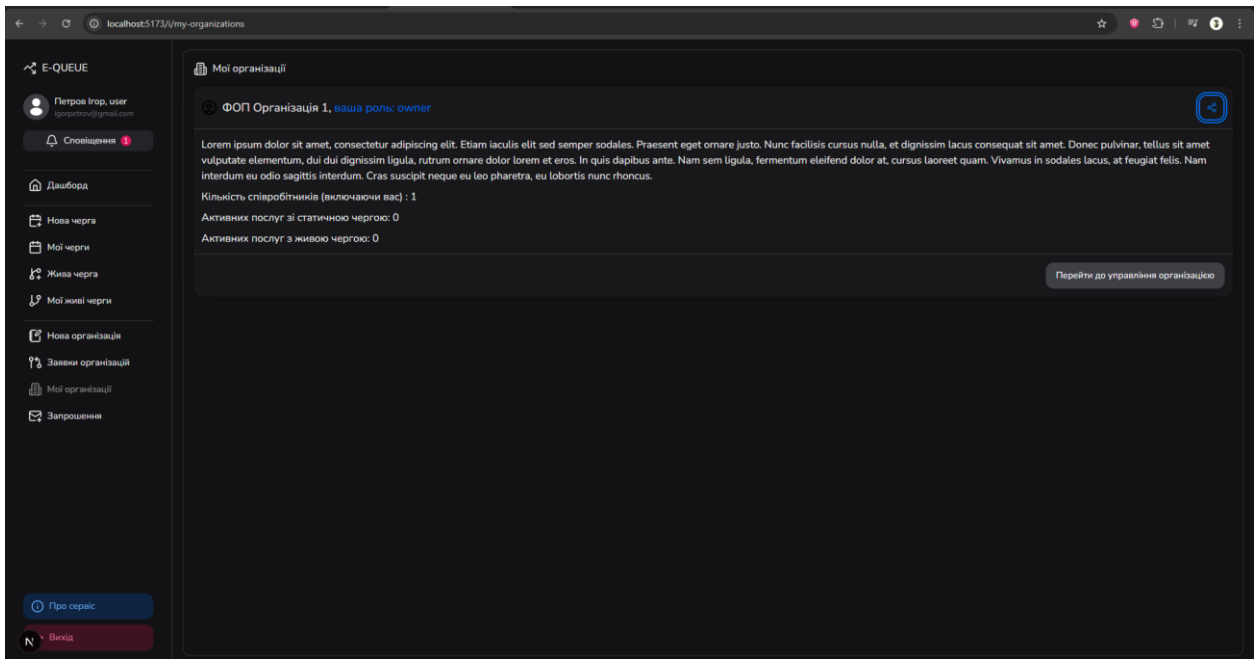 localhost:5173/i/my-organizations
E-QUEUE
Петров Ігор, user
igorpetrov@gmail.com
Сповіщення 1
Дашборд
Нова черга
Мої черги
Жива черга
Мої живі черги
Нова організація
Заявки організацій
Мої організації
Запрошення
Про сервіс
N
Вихід
Мої організації
ФОП Організація 1, ваша роль: owner
Lorem ipsum dolor sit amet, consectetur adipiscing elit. Etiam iaculis elit sed semper sodales. Praesent eget ornare justo. Nunc facilisis cursus nulla, et dignissim lacus consequat sit amet. Donec pulvinar, tellus sit amet
vulputate elementum, dui dui dignissim ligula, rutrum ornare dolor lorem et eros. In quis dapibus ante. Nam sem ligula, fermentum eleifend dolor at, cursus laoreet quam. Vivamus in sodales lacus, at feugiat felis. Nam
interdum eu odio sagittis interdum. Cras suscipit neque eu leo pharetra, eu lobortis nunc rhoncus.
Кількість співробітників (включаючи вас) : 1
Активних послуг зі статичною чергою: 0
Активних послуг з живою чергою: 0
Перейти до управління організацією